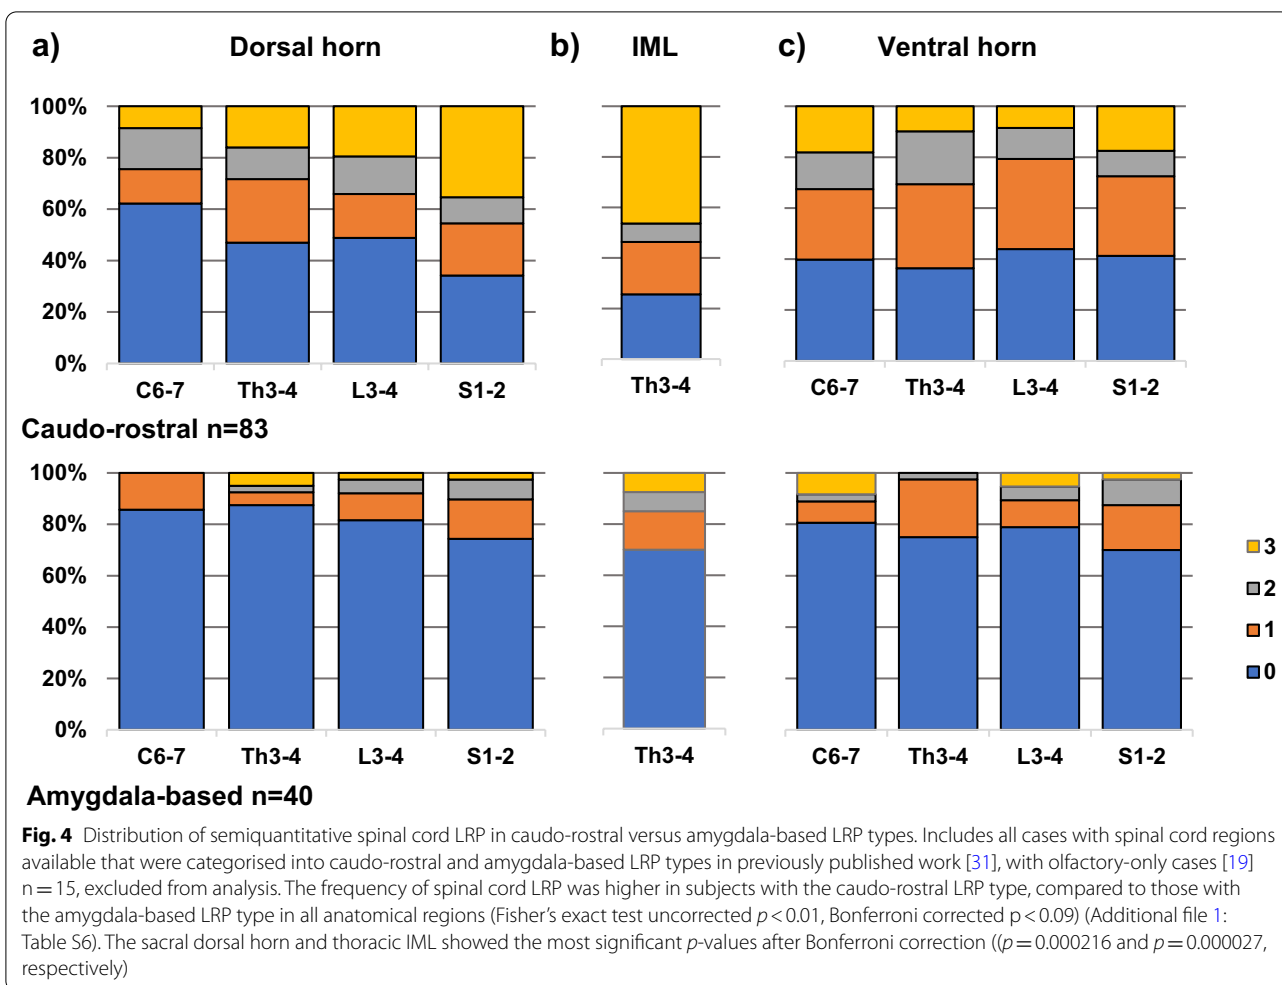 a) Dorsal horn b) IML c) Ventral horn
100%
80%
60%
40%
20%
0%
C6-7 Th3-4 L3-4 S1-2 Th3-4 C6-7 Th3-4 L3-4 S1-2
Caudo-rostral n=83
100%
80%
60%
40%
20%
0%
3
2
1
0
C6-7 Th3-4 L3-4 S1-2 Th3-4 C6-7 Th3-4 L3-4 S1-2
Amygdala-based n=40
Fig. 4 Distribution of semiquantitative spinal cord LRP in caudo-rostral versus amygdala-based LRP types. Includes all cases with spinal cord regions
available that were categorised into caudo-rostral and amygdala-based LRP types in previously published work [31], with olfactory-only cases [19]
n = 15, excluded from analysis. The frequency of spinal cord LRP was higher in subjects with the caudo-rostral LRP type, compared to those with
the amygdala-based LRP type in all anatomical regions (Fisher's exact test uncorrected p < 0.01, Bonferroni corrected p < 0.09) (Additional file 1:
Table S6). The sacral dorsal horn and thoracic IML showed the most significant p-values after Bonferroni correction ((p = 0.000216 and p = 0.000027,
respectively)